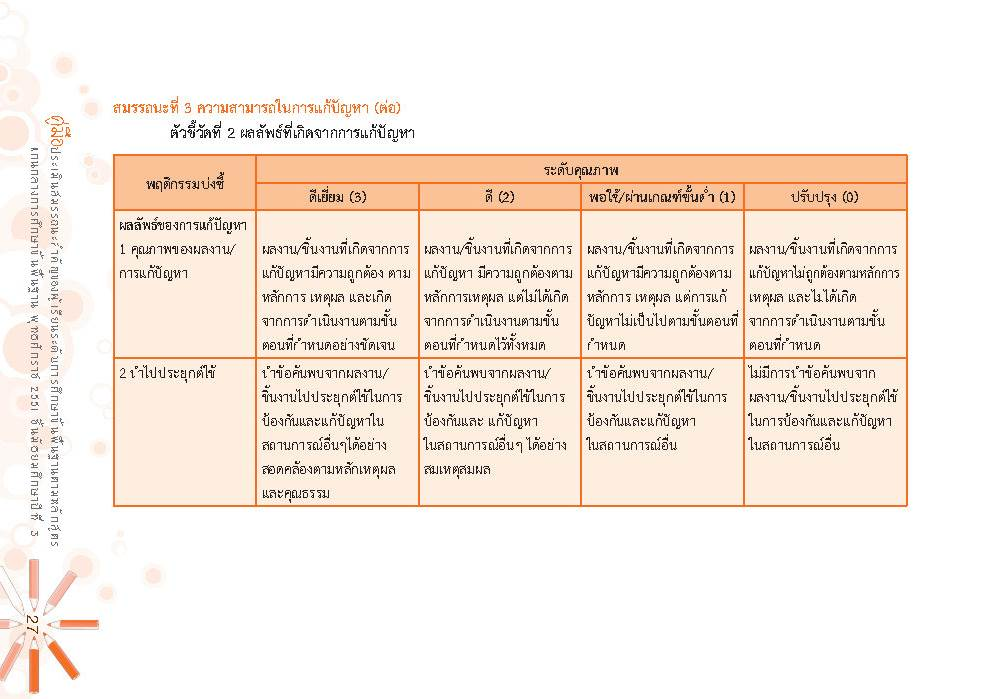 สมรรถนะที่ 3 ความสามารถในการแก้ปัญหา (ต่อ)
ตัวชี้วัดที่ 2 ผลลัพธ์ที่เกิดจากการแก้ปัญหา
พฤติกรรมบ่งชี้
ระดับคุณภาพ
ดีเยี่ยม (3)
ดี (2)
พอใช้/ผ่านเกณฑ์ขั้นต่ำ (1)
ปรับปรุง (0)
ผลลัพธ์ของการแก้ปัญหา
1 คุณภาพของผลงาน/
การแก้ปัญหา
ผลงาน/ชิ้นงานที่เกิดจากการ
แก้ปัญหามีความถูกต้อง ตาม
หลักการ เหตุผล และเกิด
จากการดำเนินงานตามขั้น
ตอนที่กำหนดอย่างชัดเจน
ผลงาน/ชิ้นงานที่เกิดจากการ
แก้ปัญหา มีความถูกต้องตาม
หลักการเหตุผล แต่ไม่ได้เกิด
จากการดำเนินงานตามขั้น
ตอนที่กำหนดไว้ทั้งหมด
ผลงาน/ชิ้นงานที่เกิดจากการ
แก้ปัญหามีความถูกต้องตาม
หลักการ เหตุผล แต่การแก้
ปัญหาไม่เป็นไปตามขั้นตอนที่
กำหนด
ผลงาน/ชิ้นงานที่เกิดจากการ
แก้ปัญหาไม่ถูกต้องตามหลักการ
เหตุผล และไม่ได้เกิด
จากการดำเนินงานตามขั้น
ตอนที่กำหนด
2 นำไปประยุกต์ใช้
นำข้อค้นพบจากผลงาน/
ชิ้นงานไปประยุกต์ใช้ในการ
ป้องกันและแก้ปัญหาใน
สถานการณ์อื่นๆได้อย่าง
สอดคล้องตามหลักเหตุผล
และคุณธรรม
นำข้อค้นพบจากผลงาน/
ชิ้นงานไปประยุกต์ใช้ในการ
ป้องกันและ แก้ปัญหา
ในสถานการณ์อื่นๆ ได้อย่าง
สมเหตุสมผล
นำข้อค้นพบจากผลงาน/
ชิ้นงานไปประยุกต์ใช้ในการ
ป้องกันและแก้ปัญหา
ในสถานการณ์อื่น
ไม่มีการนำข้อค้นพบจาก
ผลงาน/ชิ้นงานไปประยุกต์ใช้
ในการป้องกันและแก้ปัญหา
ในสถานการณ์อื่น
คู่มือประเมินสมรรถนะสำคัญของผู้เรียนระดับการศึกษาขั้นพื้นฐานตามหลักสูตร
แกนกลางการศึกษาขั้นพื้นฐาน พุทธศักราช 2551 ชั้นมัธยมศึกษาปีที่ 3
27